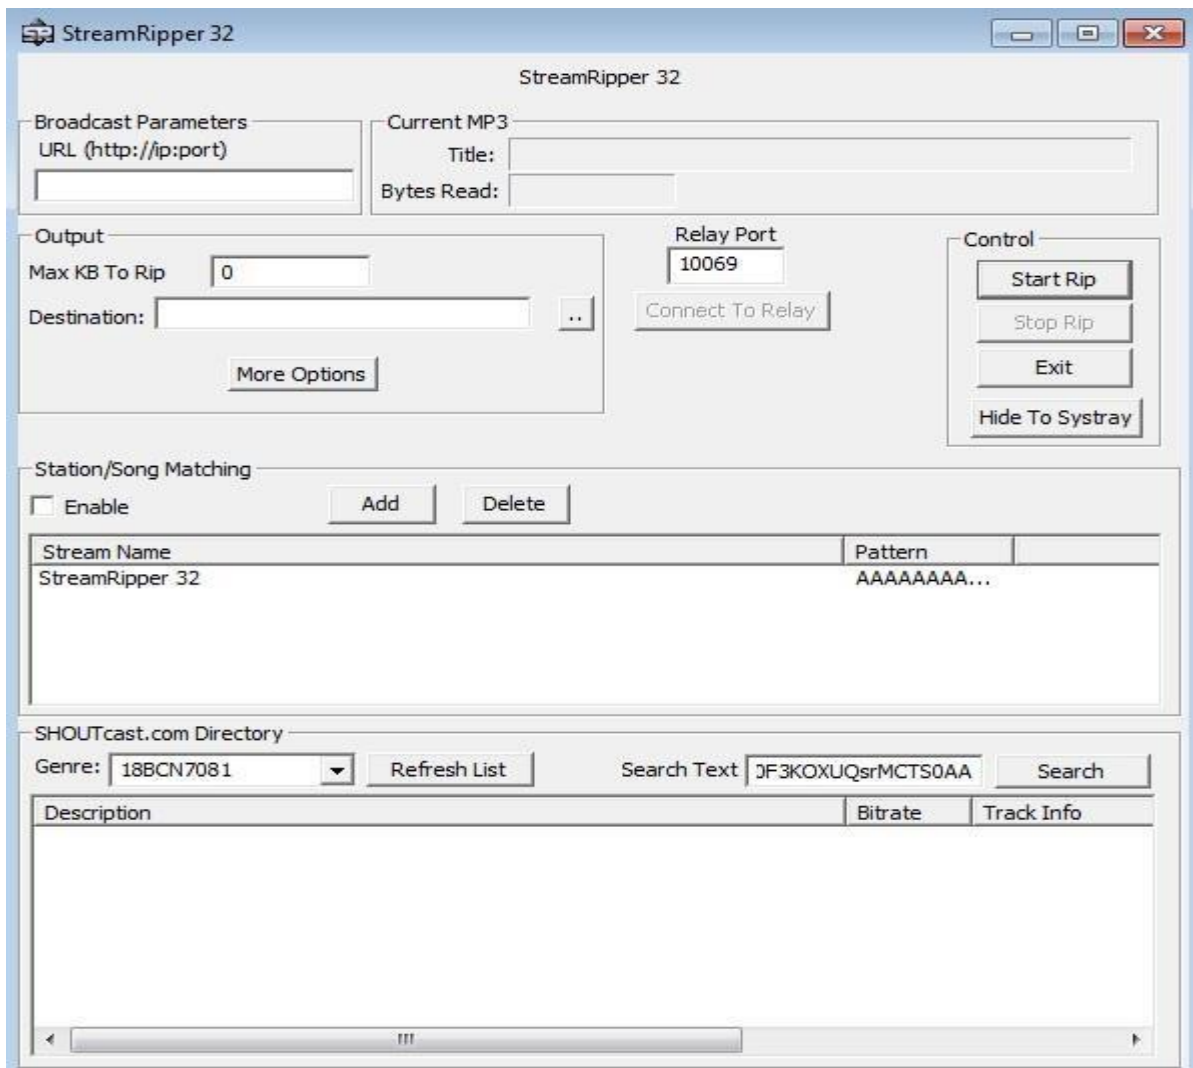 StreamRipper 32
StreamRipper 32
Broadcast Parameters
URL (http://ip:port)
Current MP3
Title:
Bytes Read:
Output
Max KB To Rip 0
Destination: ..
More Options
Relay Port
10069
Connect To Relay
Control
Start Rip
Stop Rip
Exit
Hide To Systray
Station/Song Matching
Enable Add Delete
Stream Name Pattern
StreamRipper 32 AAAAAAAA...
SHOUTcast.com Directory
Genre: 18BCN7081 Refresh List Search Text F3KOXUQsrMCTS0AA Search
Description Bitrate Track Info